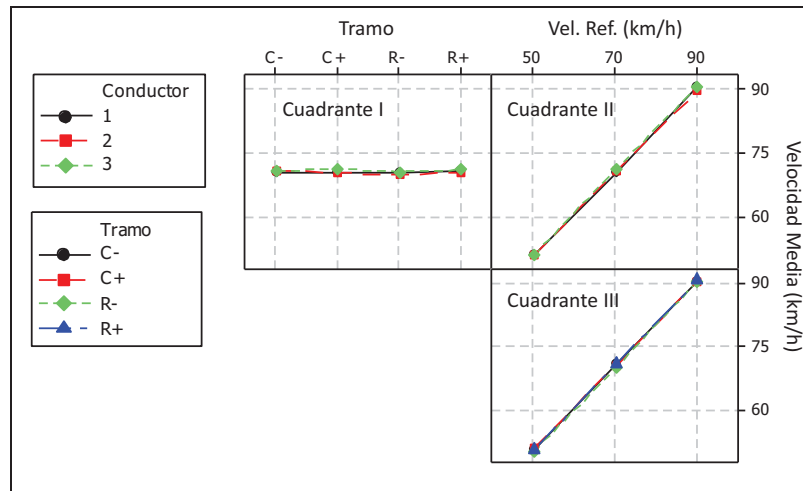 Tramo
Vel. Ref. (km/h)
C- C+ R- R+
50 70 90
Conductor
1
2
3
Tramo
C-
C+
R-
R+
Cuadrante I
Cuadrante II
Cuadrante III
90
75
60
90
75
60
Velocidad Media (km/h)